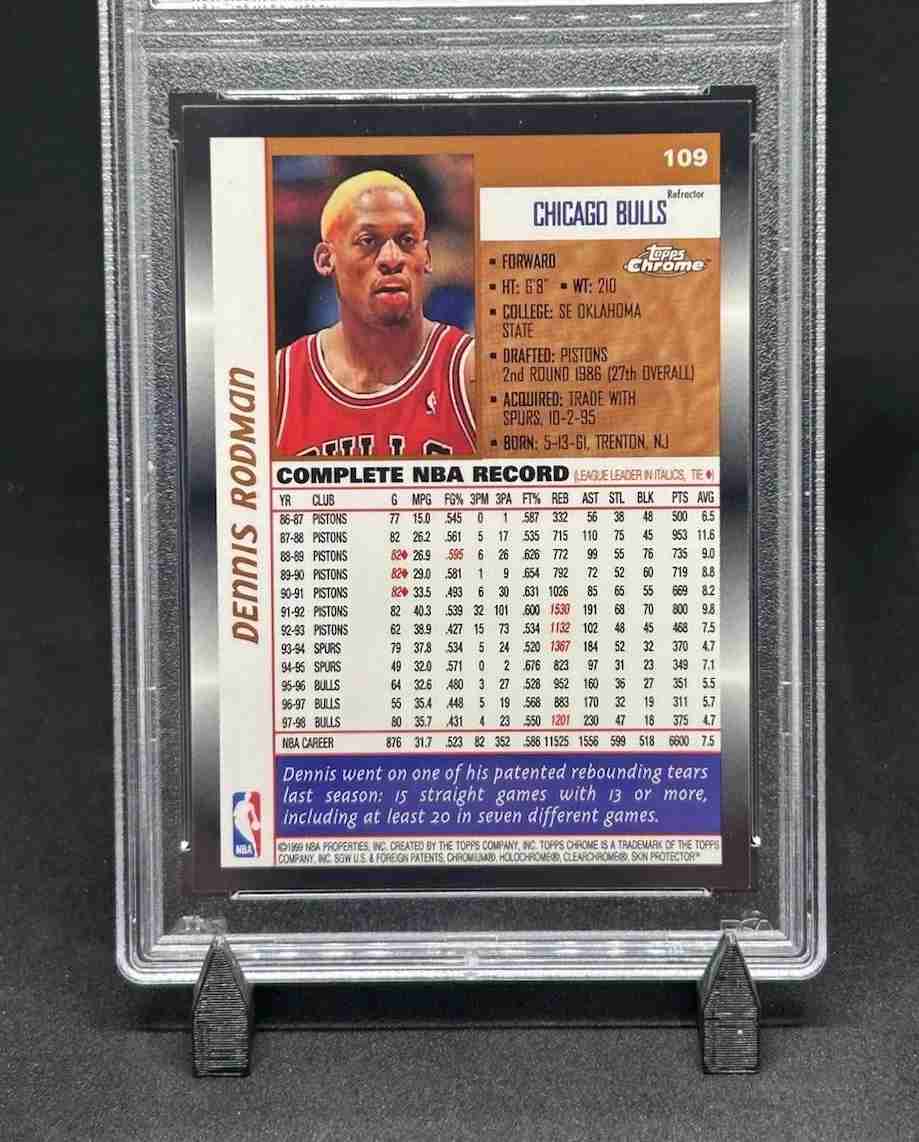 109
Refractor
CHICAGO BULLS
Topps
Chrome™
▪ FORWARD
▪ HT: 6'8" ▪ WT: 210
▪ COLLEGE: SE OKLAHOMA
STATE
▪ DRAFTED: PISTONS
2nd ROUND 1986 (27th OVERALL)
▪ ACQUIRED: TRADE WITH
SPURS, 10-2-95
▪ BORN: 5-13-61, TRENTON, NJ
BULLS
DENNIS RODMAN
COMPLETE NBA RECORD (LEAGUE LEADER IN ITALICS, TIE ♦)
YR CLUB G MPG FG% 3PM 3PA FT% REB AST STL BLK PTS AVG
86-87 PISTONS 77 15.0 .545 0 1 .587 332 56 38 48 500 6.5
87-88 PISTONS 82 26.2 .561 5 17 .535 715 110 75 45 953 11.6
88-89 PISTONS 82♦ 26.9 .595 6 26 .626 772 99 55 76 735 9.0
89-90 PISTONS 82♦ 29.0 .581 1 9 .654 792 72 52 60 719 8.8
90-91 PISTONS 82♦ 33.5 .493 6 30 .631 1026 85 65 55 669 8.2
91-92 PISTONS 82 40.3 .539 32 101 .600 1530 191 68 70 800 9.8
92-93 PISTONS 62 38.9 .427 15 73 .534 1132 102 48 45 468 7.5
93-94 SPURS 79 37.8 .534 5 24 .520 1367 184 52 32 370 4.7
94-95 SPURS 49 32.0 .571 0 2 .676 823 97 31 23 349 7.1
95-96 BULLS 64 32.6 .480 3 27 .528 952 160 36 27 351 5.5
96-97 BULLS 55 35.4 .448 5 19 .568 883 170 32 19 311 5.7
97-98 BULLS 80 35.7 .431 4 23 .550 1201 230 47 18 375 4.7
NBA CAREER 876 31.7 .523 82 352 .586 11525 1556 599 518 6600 7.5
Dennis went on one of his patented rebounding tears
last season: 15 straight games with 13 or more,
including at least 20 in seven different games.
NBA
©1999 NBA PROPERTIES, INC. CREATED BY THE TOPPS COMPANY, INC. TOPPS CHROME IS A TRADEMARK OF THE TOPPS
COMPANY, INC. SGW U.S. & FOREIGN PATENTS, CHROMIUM®, HOLOCHROME®, CLEARCHROME®, SKIN PROTECTOR™